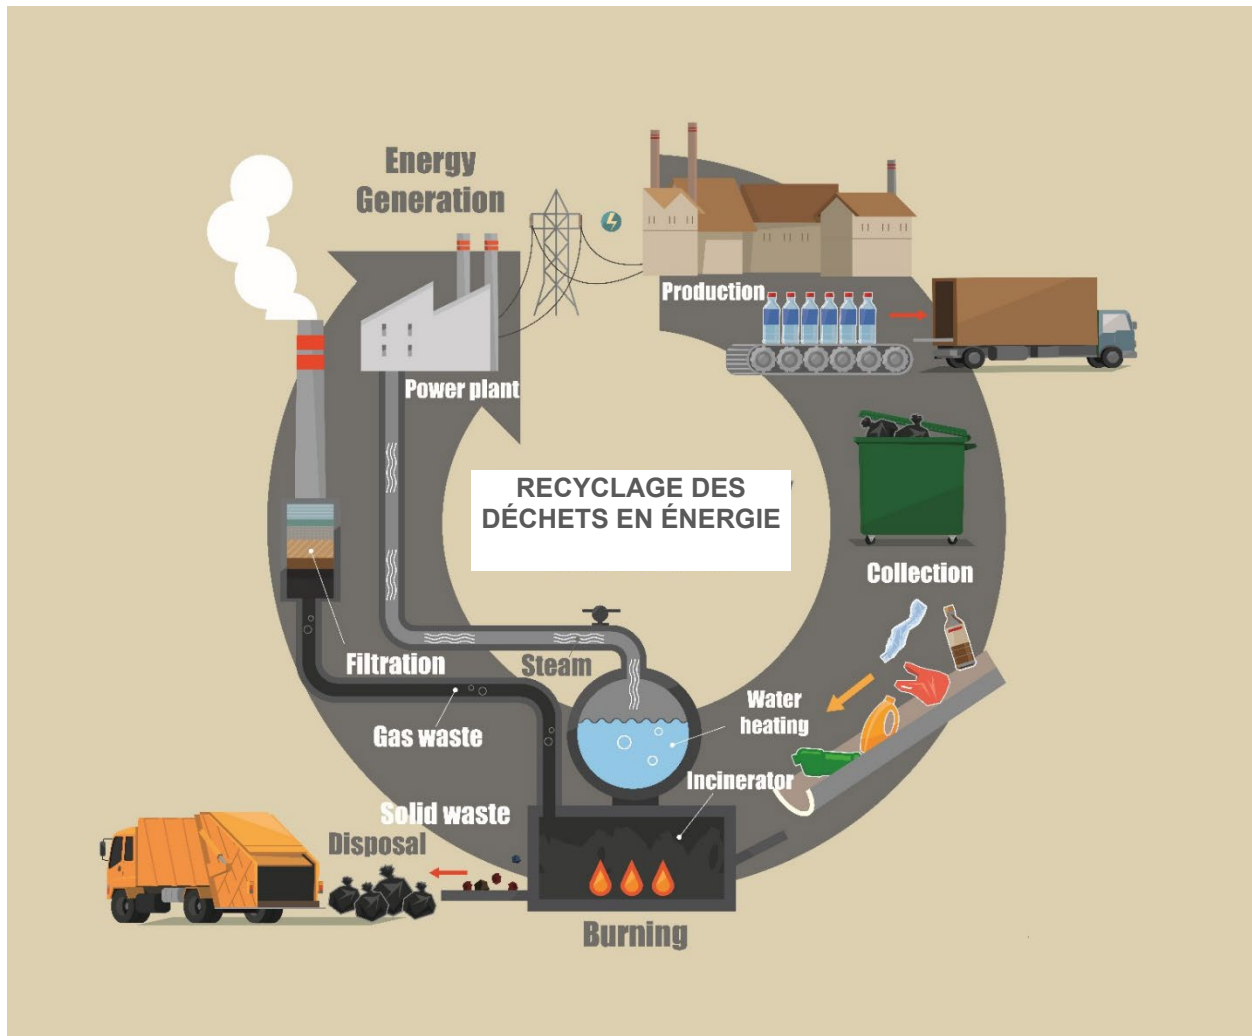 Energy
Generation
Production
Power plant
RECYCLAGE DES
DÉCHETS EN ÉNERGIE
Collection
Filtration
Steam
Gas waste
Water
heating
Incinerator
Solid waste
Disposal
Burning